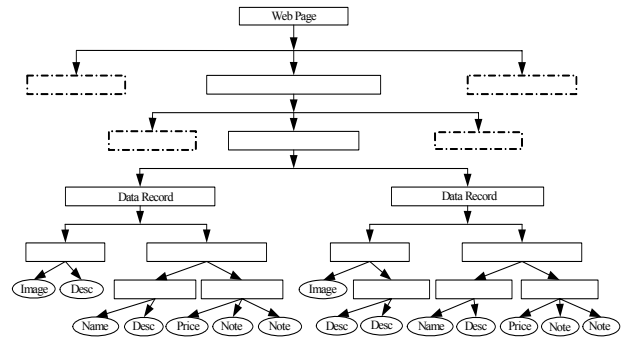 Web Page
Data Record Data Record
Image Desc Image
Name Desc Price Note Note Desc Desc Name Desc Price Note Note